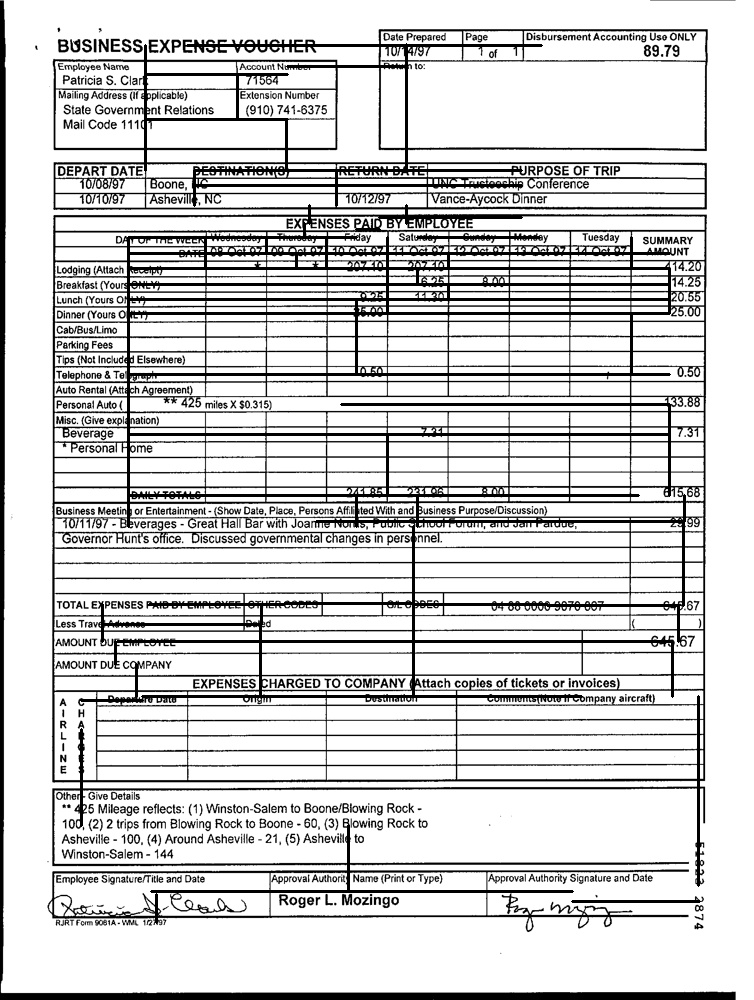 BUSINESS EXPENSE VOUCHER
Date Prepared Page Disbursement Accounting Use ONLY
10/14/97 1 of 1 89.79
Employee Name Account Number Return to:
Patricia S. Clark 71564
Mailing Address (If applicable) Extension Number
State Government Relations (910) 741-6375
Mail Code 11101
DEPART DATE DESTINATION(S) RETURN DATE PURPOSE OF TRIP
10/08/97 Boone, NC UNC Trusteeship Conference
10/10/97 Asheville, NC 10/12/97 Vance-Aycock Dinner
EXPENSES PAID BY EMPLOYEE
DAY OF THE WEEK Wednesday Thursday Friday Saturday Sunday Monday Tuesday SUMMARY
DATE 08-Oct-97 09-Oct-97 10-Oct-97 11-Oct-97 12-Oct-97 13-Oct-97 14-Oct-97 AMOUNT
Lodging (Attach Receipt) * * 207.10 207.10 414.20
Breakfast (Yours ONLY) 6.25 8.00 14.25
Lunch (Yours ONLY) 9.25 11.30 20.55
Dinner (Yours ONLY) 25.00 25.00
Cab/Bus/Limo
Parking Fees
Tips (Not Included Elsewhere)
Telephone & Telegraph 0.50 0.50
Auto Rental (Attach Agreement)
Personal Auto ( ** 425 miles X $0.315) 133.88
Misc. (Give explanation)
Beverage 7.31 7.31
* Personal Home
DAILY TOTALS 241.85 231.96 8.00 615.68
Business Meeting or Entertainment - (Show Date, Place, Persons Affiliated With and Business Purpose/Discussion)
10/11/97 - Beverages - Great Hall Bar with Joanne Norris, Public School Forum, and Jan Pardue, 29.99
Governor Hunt's office. Discussed governmental changes in personnel.
TOTAL EXPENSES PAID BY EMPLOYEE OTHER CODES G/L CODES 645.67
Less Travel Advance Dated ( )
AMOUNT DUE EMPLOYEE 645.67
AMOUNT DUE COMPANY
EXPENSES CHARGED TO COMPANY (Attach copies of tickets or invoices)
AIRLINE CHARGES Departure Date Origin Destination Comments(Note if Company aircraft)
Other - Give Details
** 425 Mileage reflects: (1) Winston-Salem to Boone/Blowing Rock -
100, (2) 2 trips from Blowing Rock to Boone - 60, (3) Blowing Rock to
Asheville - 100, (4) Around Asheville - 21, (5) Asheville to
Winston-Salem - 144
Employee Signature/Title and Date Approval Authority Name (Print or Type) Approval Authority Signature and Date
Patricia S. Clark Roger L. Mozingo
RJRT Form 9061A - WML 1/27/97
51823 2874